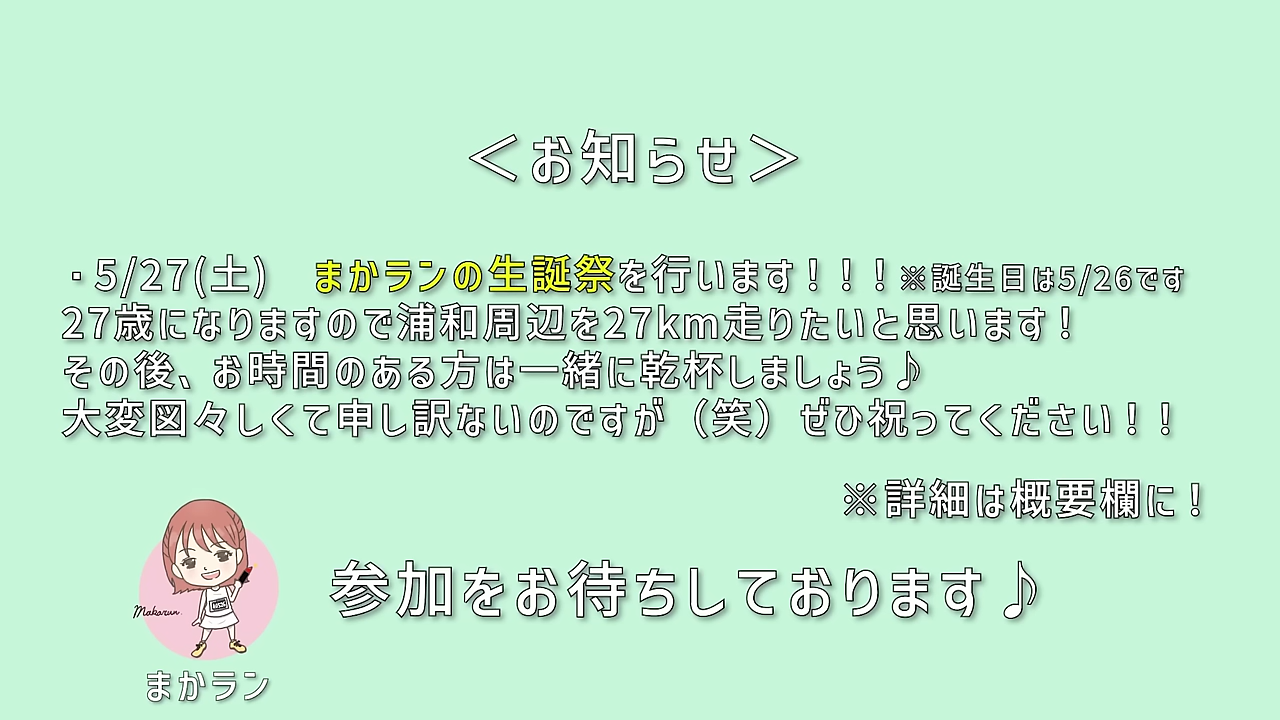 ＜お知らせ＞
・5/27(土)　まかランの生誕祭を行います！！！※誕生日は5/26です
27歳になりますので浦和周辺を27km走りたいと思います！
その後、お時間のある方は一緒に乾杯しましょう♪
大変図々しくて申し訳ないのですが（笑）ぜひ祝ってください！！
※詳細は概要欄に！
参加をお待ちしております♪
Makarun
まかラン